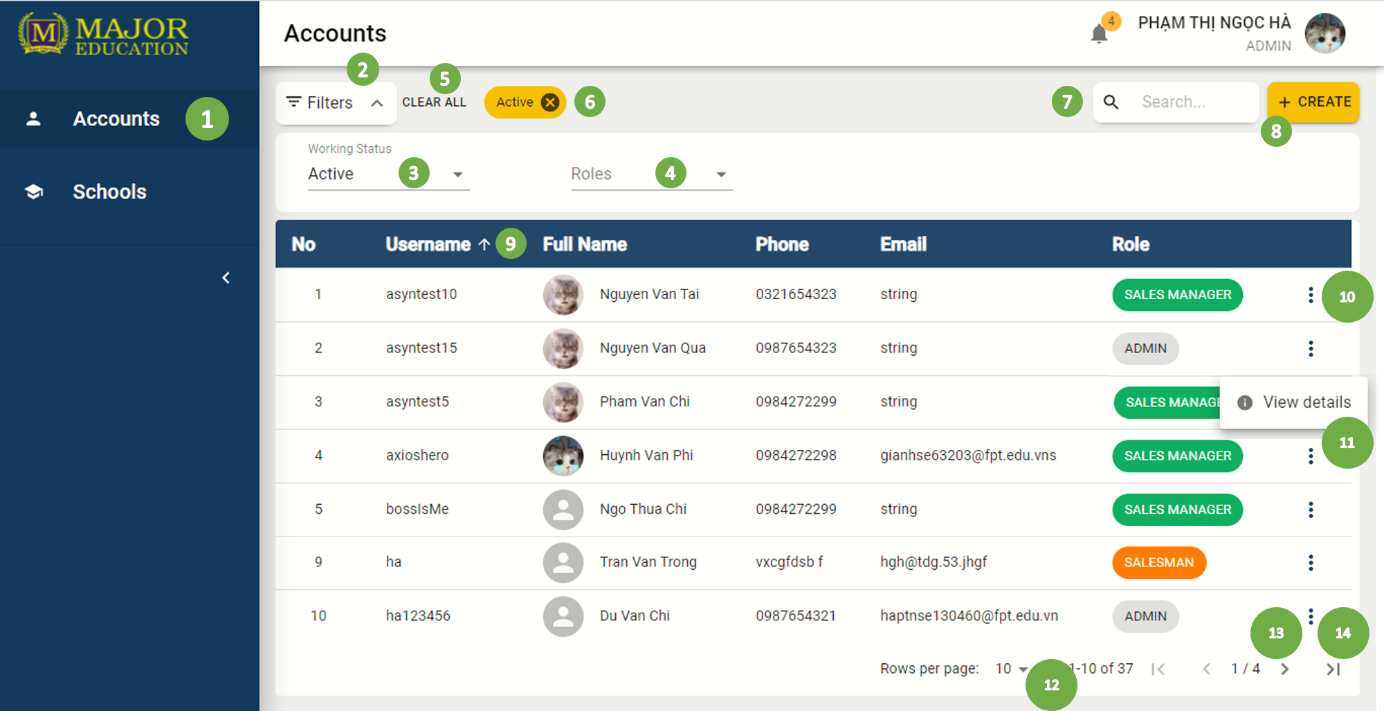 MAJOR
EDUCATION
Accounts
4
PHẠM THỊ NGỌC HÀ
ADMIN
Accounts 1
Schools
2
Filters
5
CLEAR ALL
Active 6
7 Search...
+ CREATE
8
Working Status
Active 3
Roles 4
No Username ↑ 9 Full Name Phone Email Role
1 asyntest10 Nguyen Van Tai 0321654323 string SALES MANAGER 10
2 asyntest15 Nguyen Van Qua 0987654323 string ADMIN
3 asyntest5 Pham Van Chi 0984272299 string SALES MANAG View details
11
4 axioshero Huynh Van Phi 0984272298 gianhse63203@fpt.edu.vns SALES MANAGER
5 bossIsMe Ngo Thua Chi 0984272299 string SALES MANAGER
9 ha Tran Van Trong vxcgfdsb f hgh@tdg.53.jhgf SALESMAN
10 ha123456 Du Van Chi 0987654321 haptnse130460@fpt.edu.vn ADMIN
13 14
Rows per page: 10 1-10 of 37 1 / 4
12